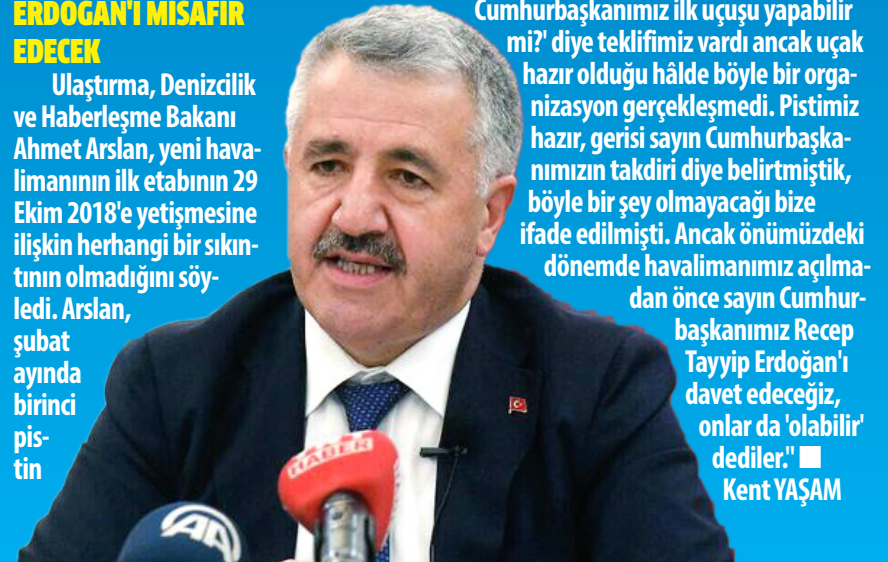 ERDOĞAN'I MİSAFİR
EDECEK
Ulaştırma, Denizcilik
ve Haberleşme Bakanı
Ahmet Arslan, yeni hava-
limanının ilk etabının 29
Ekim 2018'e yetişmesine
ilişkin herhangi bir sıkın-
tının olmadığını söy-
ledi. Arslan,
şubat
ayında
birinci
pis-
tin
Cumhurbaşkanımız ilk uçuşu yapabilir
mi?' diye teklifimiz vardı ancak uçak
hazır olduğu hâlde böyle bir orga-
nizasyon gerçekleşmedi. Pistimiz
hazır, gerisi sayın Cumhurbaşka-
nımızın takdiri diye belirtmiştik,
böyle bir şey olmayacağı bize
ifade edilmişti. Ancak önümüzdeki
dönemde havalimanımız açılma-
dan önce sayın Cumhur-
başkanımız Recep
Tayyip Erdoğan'ı
davet edeceğiz,
onlar da 'olabilir'
dediler." ■
Kent YAŞAM
HABER
AA